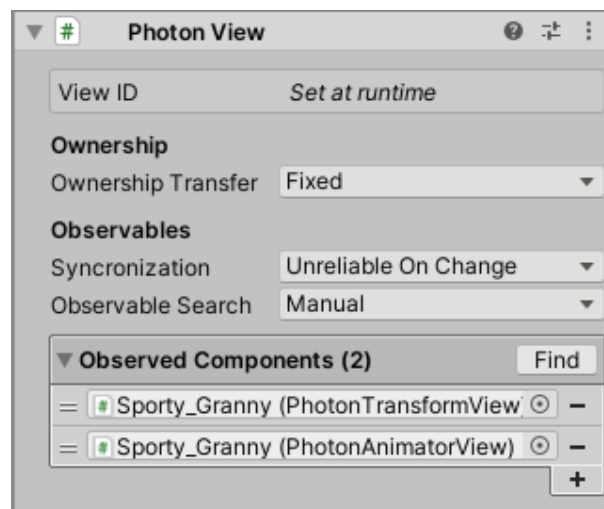 Photon View
View ID Set at runtime
Ownership
Ownership Transfer Fixed
Observables
Syncronization Unreliable On Change
Observable Search Manual
Observed Components (2) Find
# Sporty_Granny (PhotonTransformView)
# Sporty_Granny (PhotonAnimatorView)